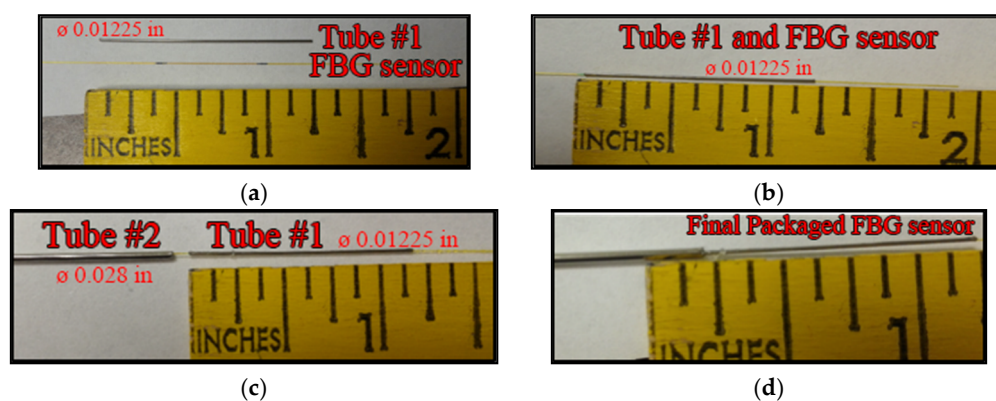 ø 0.01225 in
Tube #1
FBG sensor
INCHES 1 2
(a)
Tube #1 and FBG sensor
ø 0.01225 in
INCHES 1 2
(b)
Tube #2 Tube #1 ø 0.01225 in
ø 0.028 in
INCHES 1
(c)
Final Packaged FBG sensor
INCHES 1
(d)